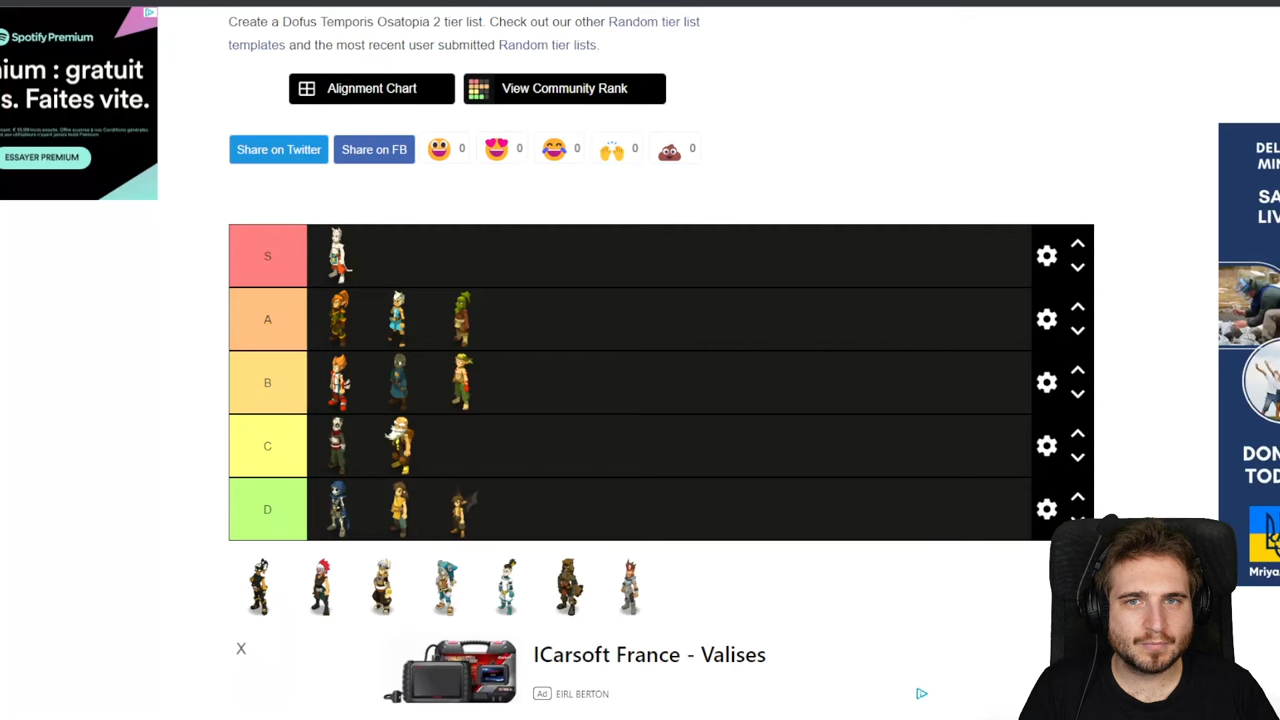 Create a Dofus Temporis Osatopia 2 tier list. Check out our other Random tier list
templates and the most recent user submitted Random tier lists.
Spotify Premium
nium : gratuit
s. Faites vite.
ESSAYER PREMIUM
Alignment Chart
View Community Rank
Share on Twitter
Share on FB
0
0
0
0
0
S
A
B
C
D
DEL
MIN
SA
LIV
DON
TOD
Mriya
X
ICarsoft France - Valises
Ad
EIRL BERTON